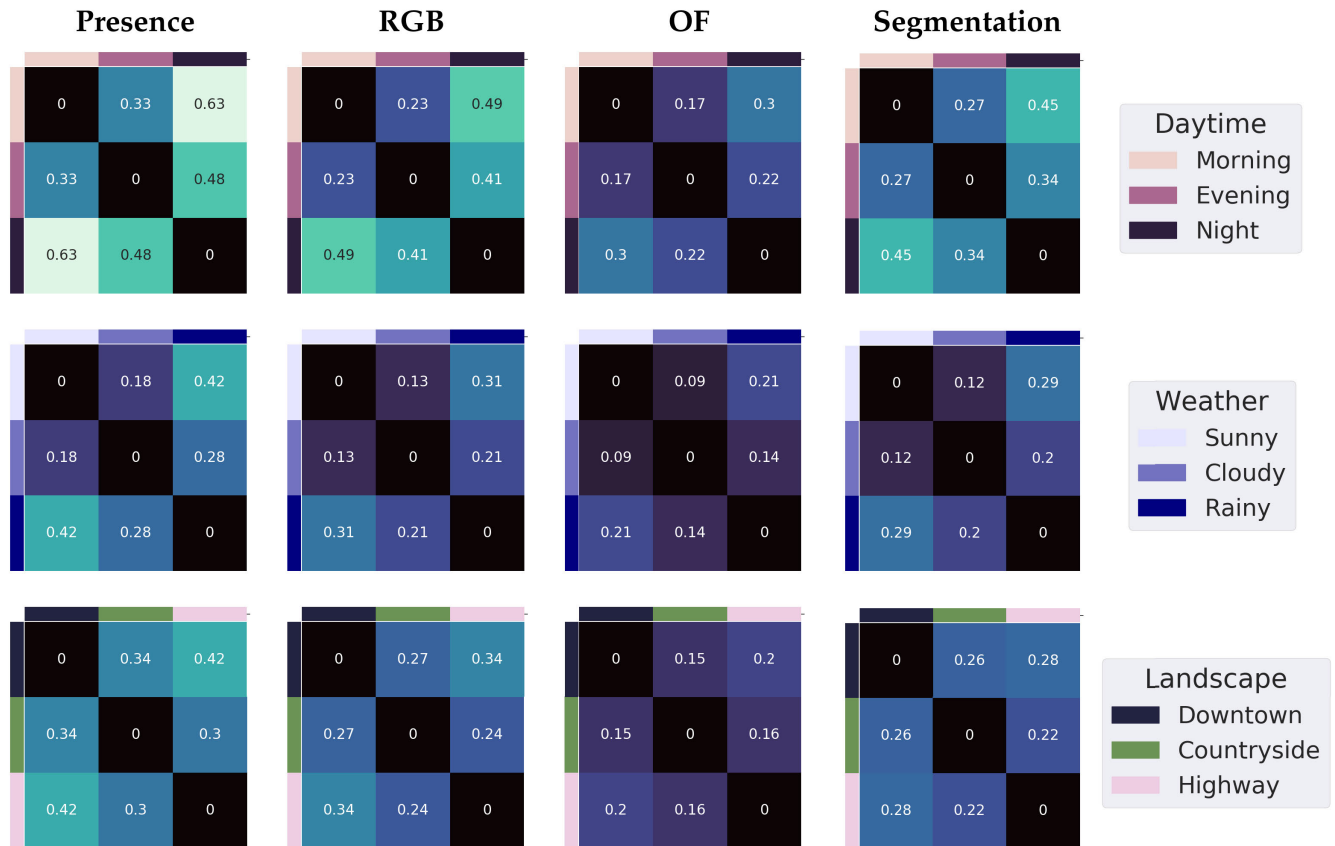 Presence RGB OF Segmentation
0 0.33 0.63 0 0.23 0.49 0 0.17 0.3 0 0.27 0.45
0.33 0 0.48 0.23 0 0.41 0.17 0 0.22 0.27 0 0.34
0.63 0.48 0 0.49 0.41 0 0.3 0.22 0 0.45 0.34 0
Daytime
Morning
Evening
Night
0 0.18 0.42 0 0.13 0.31 0 0.09 0.21 0 0.12 0.29
0.18 0 0.28 0.13 0 0.21 0.09 0 0.14 0.12 0 0.2
0.42 0.28 0 0.31 0.21 0 0.21 0.14 0 0.29 0.2 0
Weather
Sunny
Cloudy
Rainy
0 0.34 0.42 0 0.27 0.34 0 0.15 0.2 0 0.26 0.28
0.34 0 0.3 0.27 0 0.24 0.15 0 0.16 0.26 0 0.22
0.42 0.3 0 0.34 0.24 0 0.2 0.16 0 0.28 0.22 0
Landscape
Downtown
Countryside
Highway